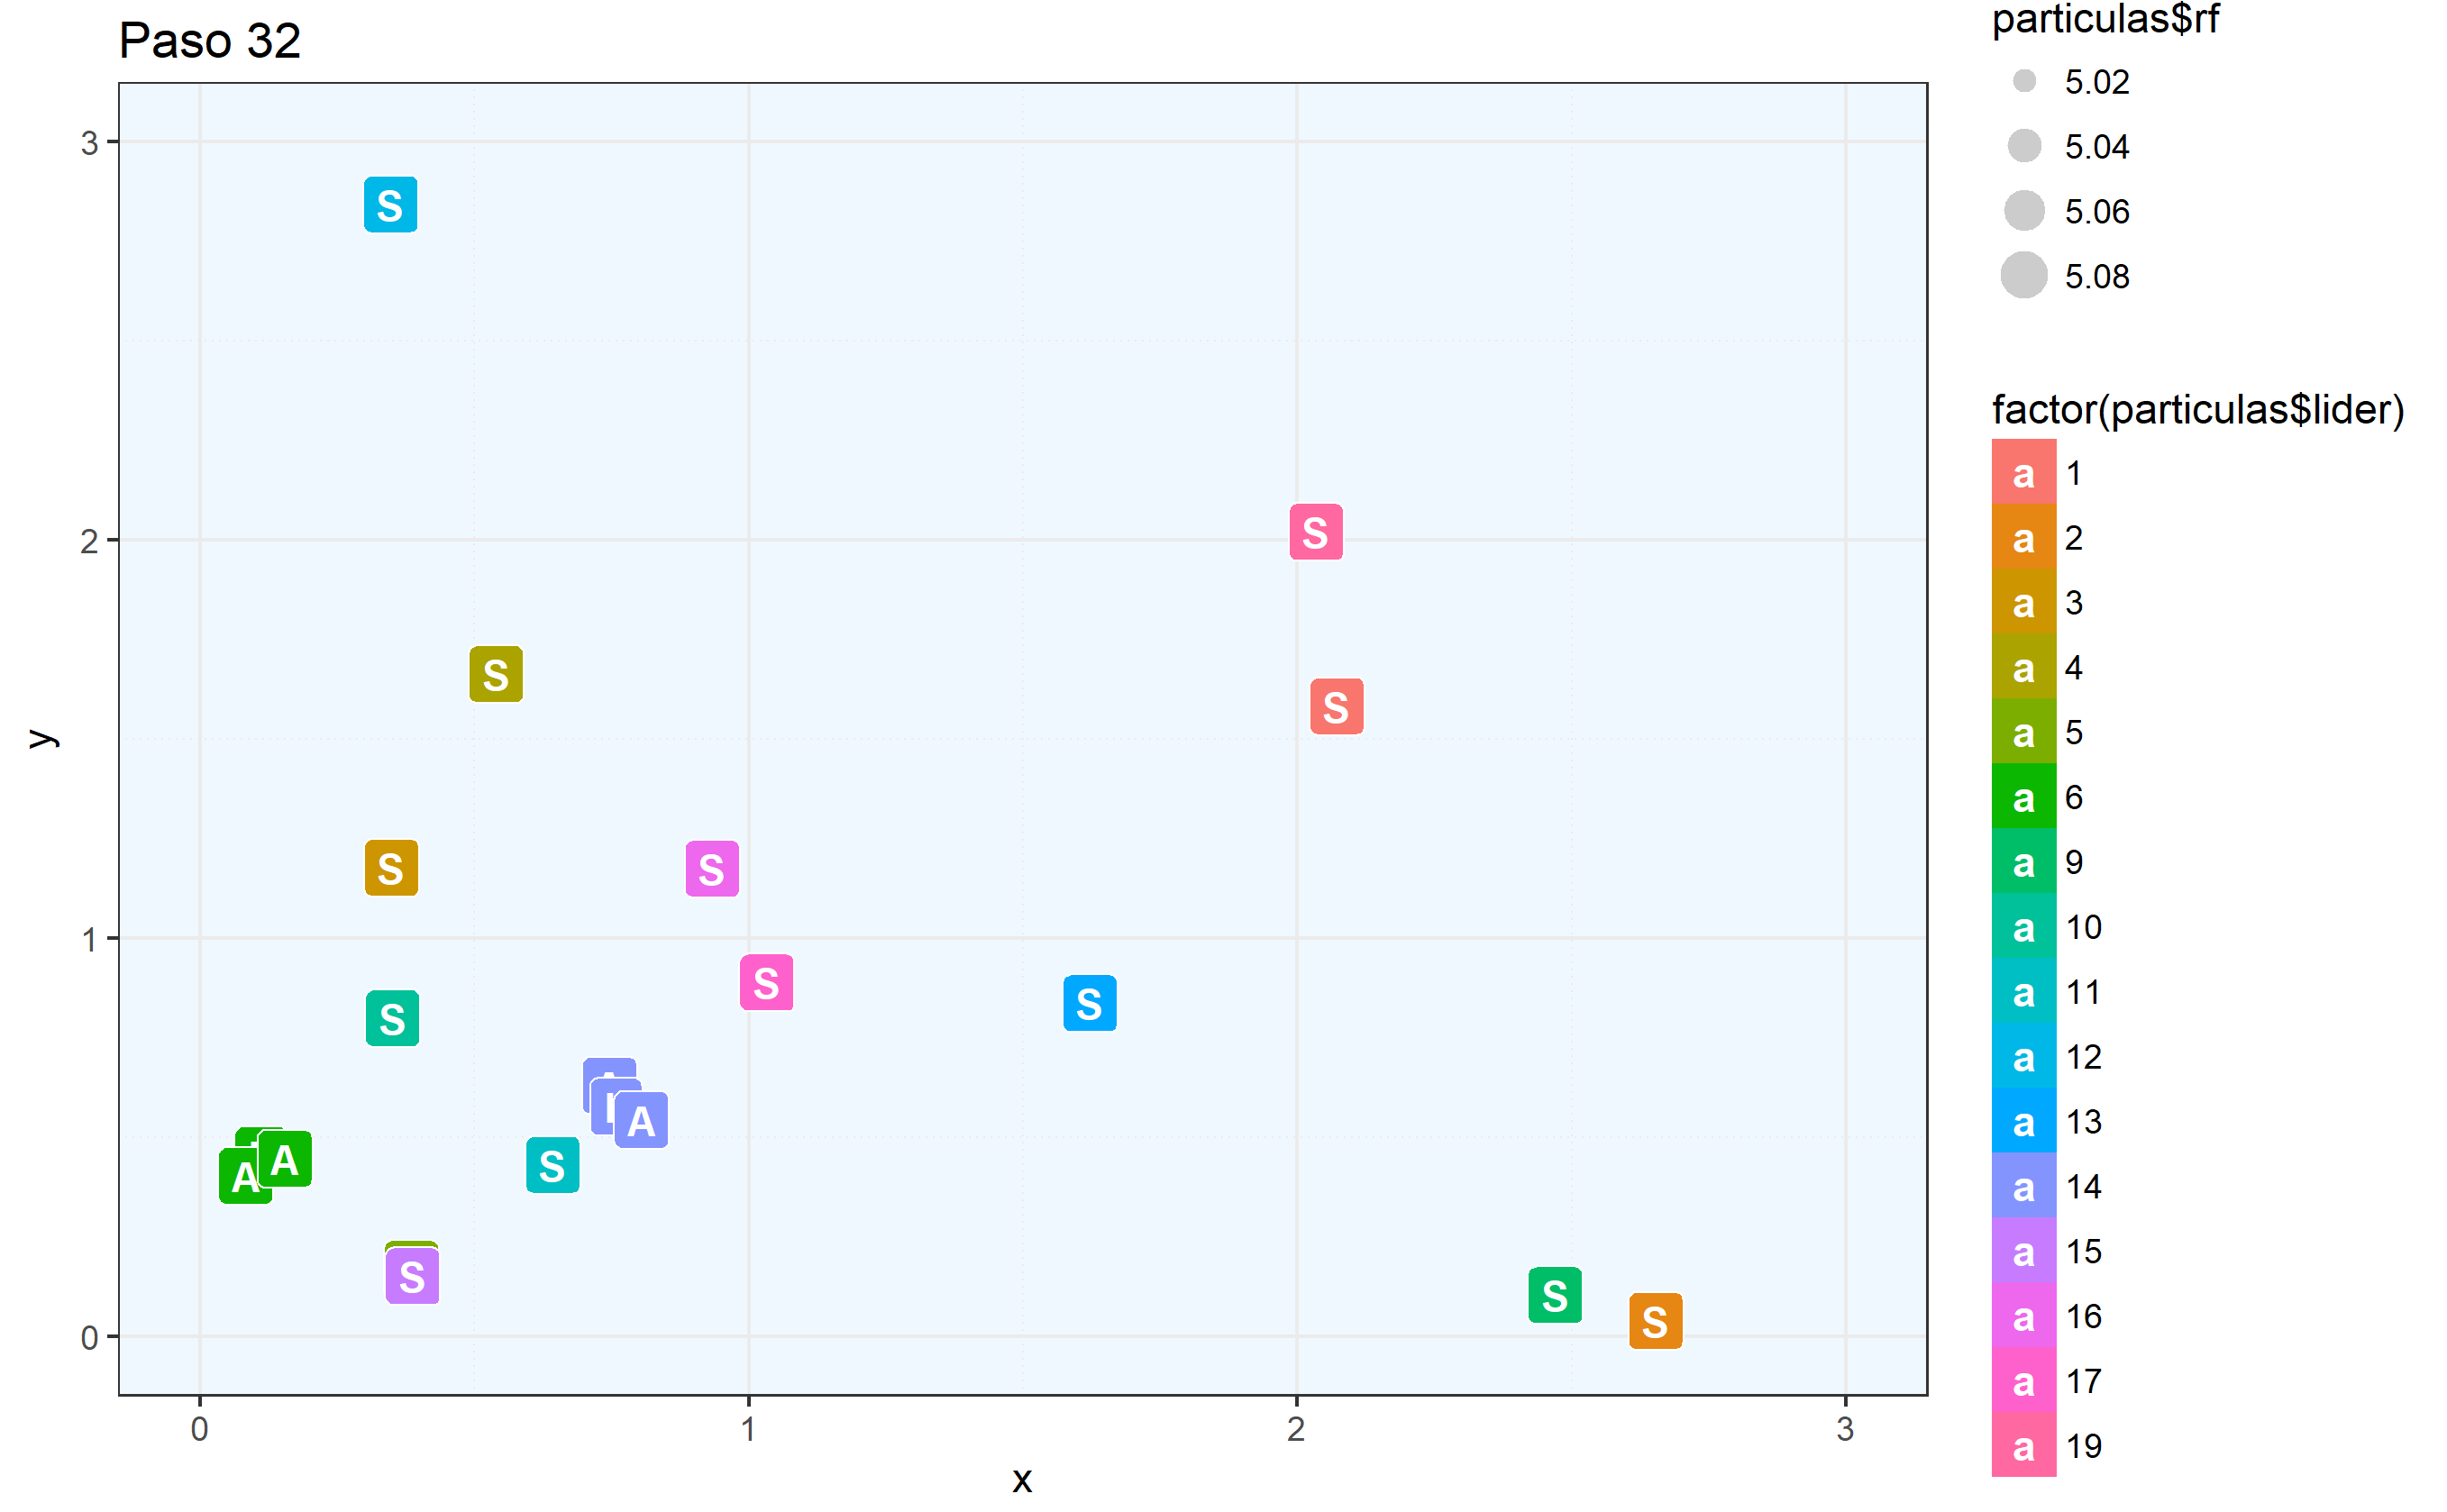 Paso 32
particulas$rf
5.02
5.04
5.06
5.08
factor(particulas$lider)
a 1
a 2
a 3
a 4
a 5
a 6
a 9
a 10
a 11
a 12
a 13
a 14
a 15
a 16
a 17
a 19
3
2
1
0
y
S
S
S
S
S
S
S
S
S
A
A
A
S
S
S
S
0
1
2
3
x